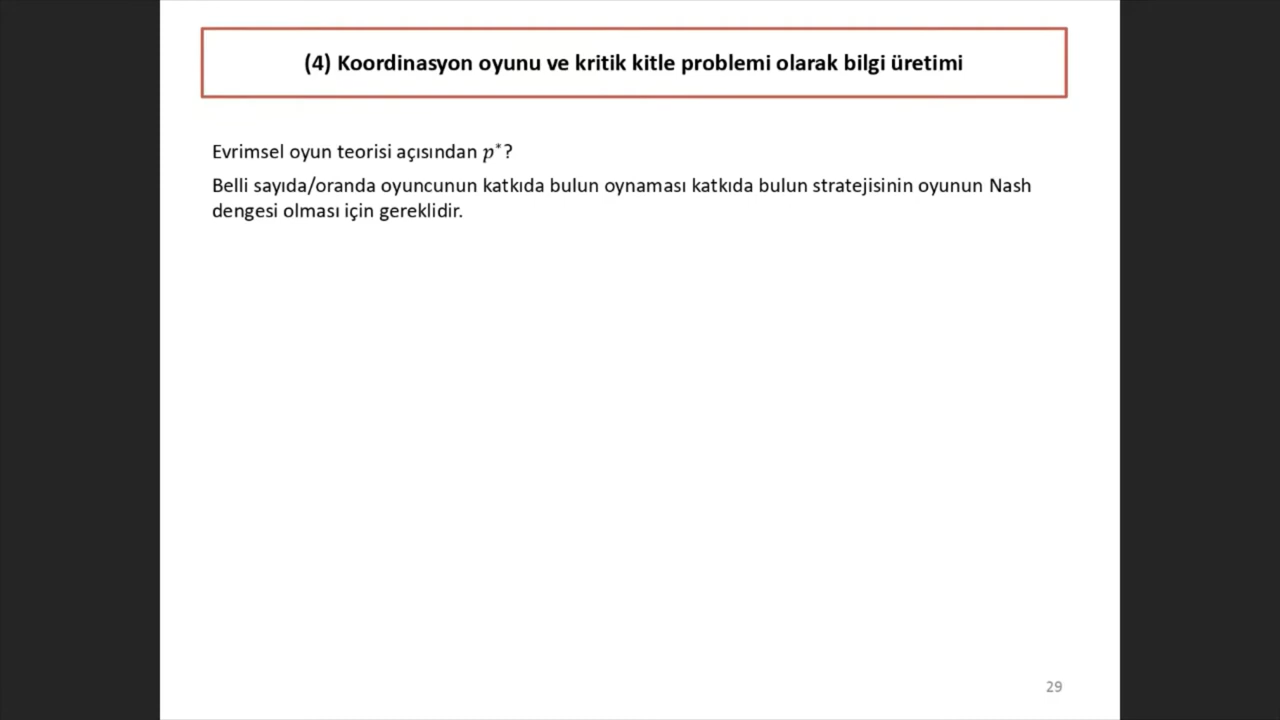 (4) Koordinasyon oyunu ve kritik kitle problemi olarak bilgi üretimi
Evrimsel oyun teorisi açısından p*?
Belli sayıda/oranda oyuncunun katkıda bulun oynaması katkıda bulun stratejisinin oyunun Nash
dengesi olması için gereklidir.
29